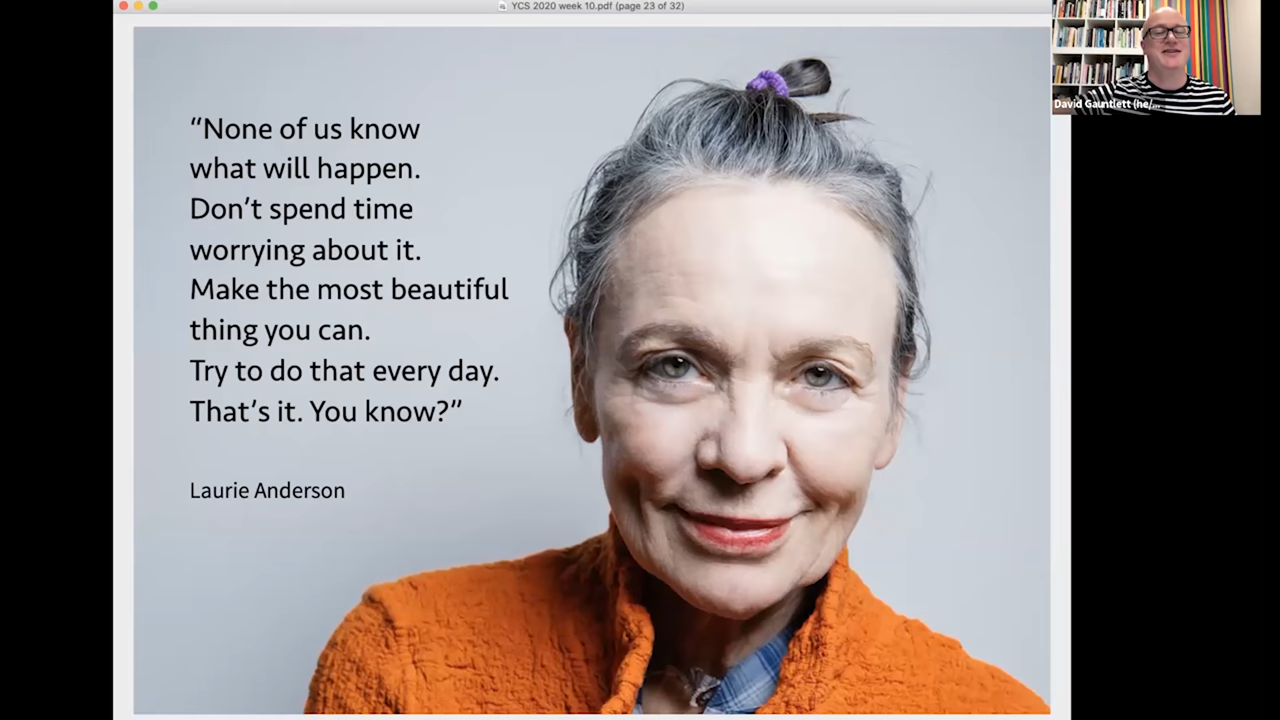 YCS 2020 week 10.pdf (page 23 of 32)
“None of us know
what will happen.
Don’t spend time
worrying about it.
Make the most beautiful
thing you can.
Try to do that every day.
That’s it. You know?”
Laurie Anderson
David Gauntlett (he/...